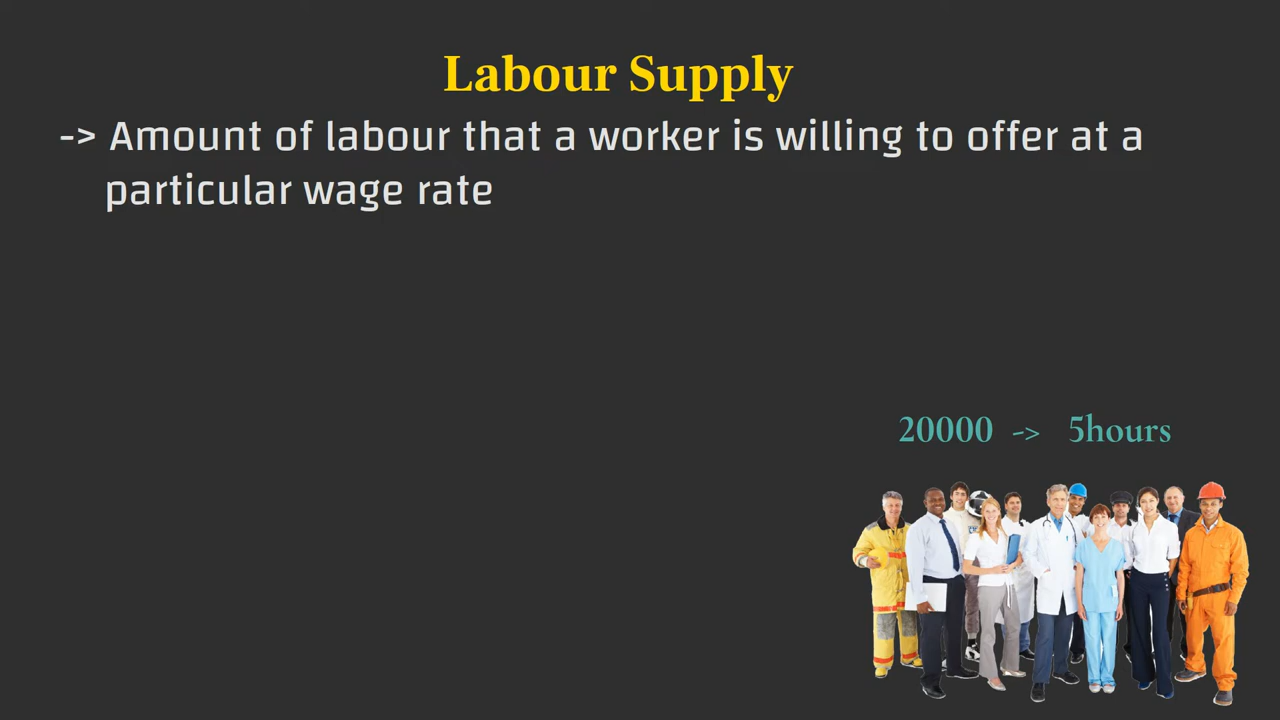 Labour Supply
-> Amount of labour that a worker is willing to offer at a
particular wage rate
20000 -> 5hours